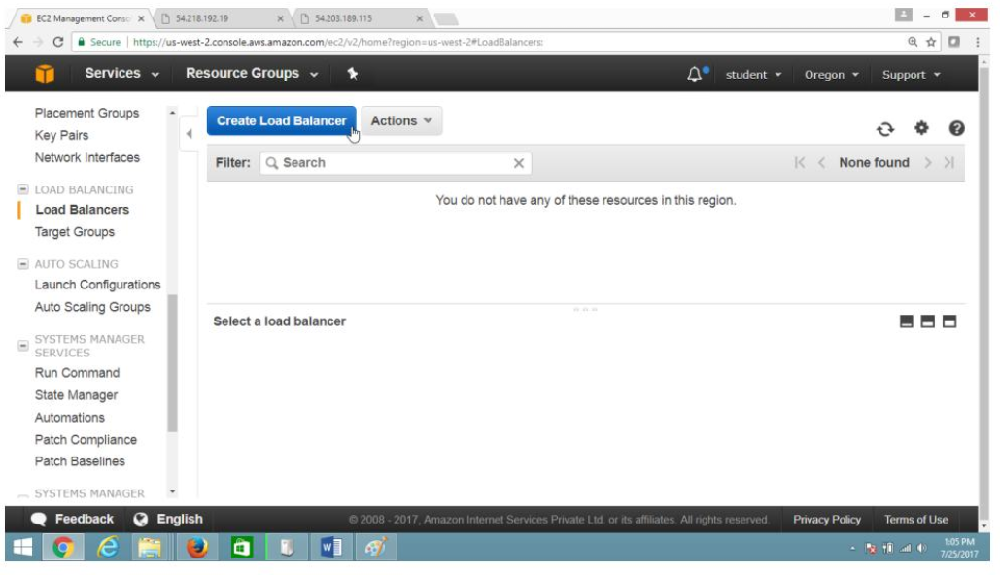 EC2 Management Conso
54.218.192.19
54.203.189.115
Secure https://us-west-2.console.aws.amazon.com/ec2/v2/home?region=us-west-2#LoadBalancers:
Services Resource Groups student Oregon Support
Placement Groups
Key Pairs
Network Interfaces
LOAD BALANCING
Load Balancers
Target Groups
AUTO SCALING
Launch Configurations
Auto Scaling Groups
SYSTEMS MANAGER
SERVICES
Run Command
State Manager
Automations
Patch Compliance
Patch Baselines
SYSTEMS MANAGER
Create Load Balancer Actions
Filter: Search None found
You do not have any of these resources in this region.
Select a load balancer
Feedback English © 2008 - 2017, Amazon Internet Services Private Ltd. or its affiliates. All rights reserved. Privacy Policy Terms of Use
1:05 PM
7/25/2017